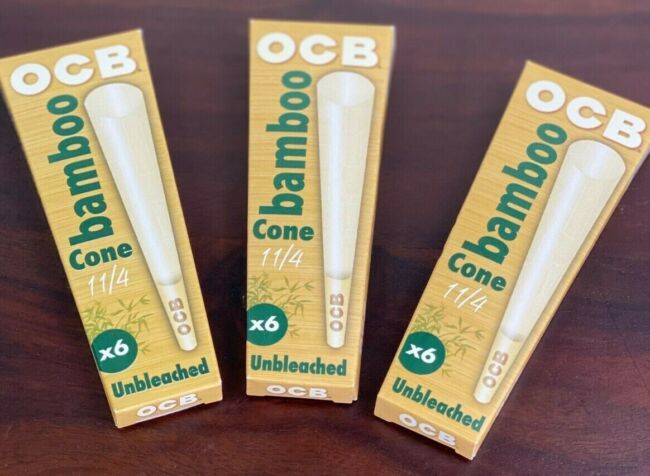 OCB
bamboo
Cone
1 1/4
OCB
x6
Unbleached
OCB
OCB
bamboo
Cone
1 1/4
OCB
x6
Unbleached
OCB
OCB
bamboo
Cone
1 1/4
OCB
x6
Unbleached
OCB